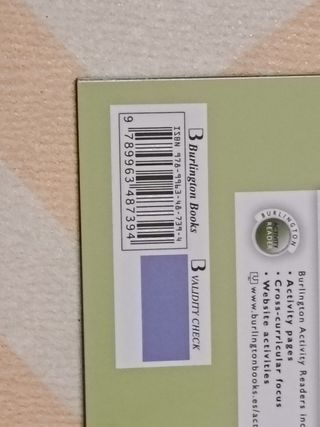 B Burlington Books
ISBN 978-9963-48-739-4
9 789963 487394
B VALIDITY CHECK
BURLINGTON
ACTIVITY
READER
Burlington Activity Readers inc
• Activity pages
• Cross-curricular focus
• Website activities
www.burlingtonbooks.es/act